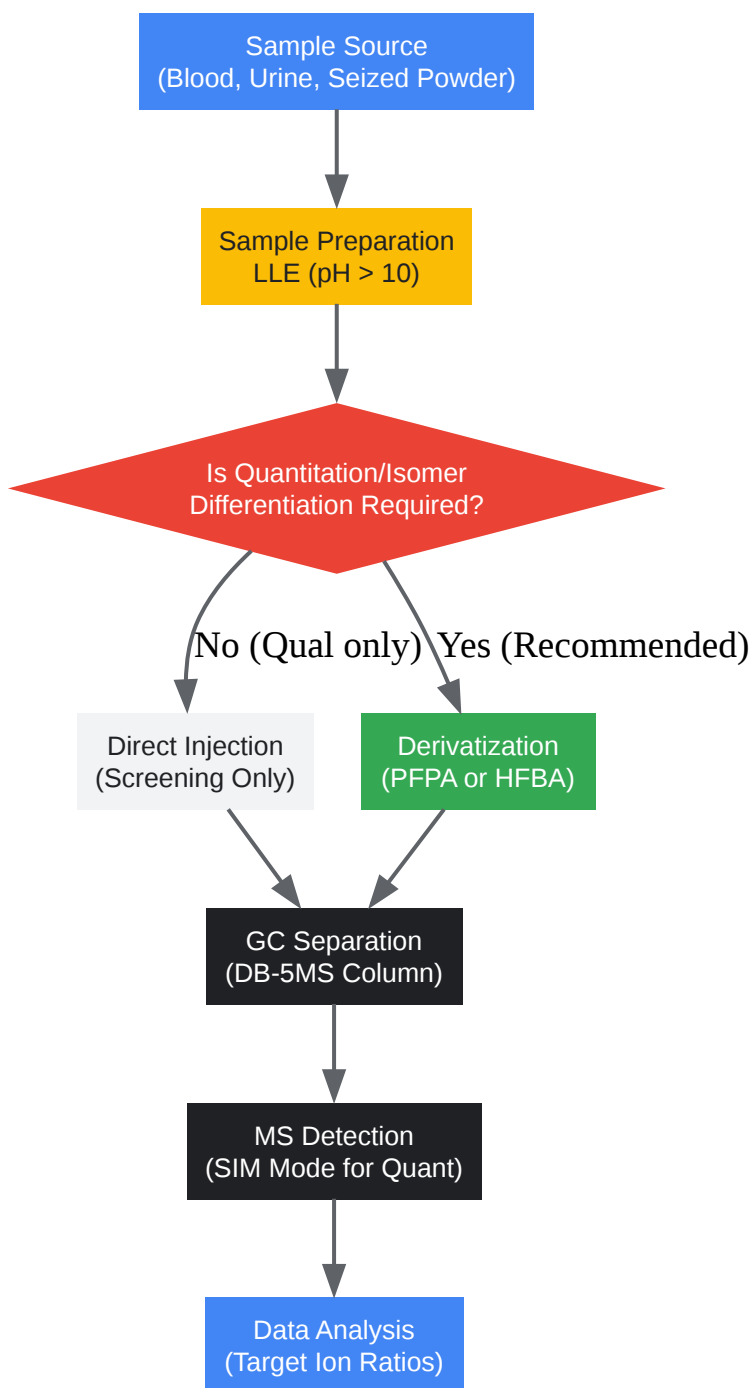 Sample Source
(Blood, Urine, Seized Powder)
Sample Preparation
LLE (pH > 10)
Is Quantitation/Isomer
Differentiation Required?
No (Qual only)
Yes (Recommended)
Direct Injection
(Screening Only)
Derivatization
(PFPA or HFBA)
GC Separation
(DB-5MS Column)
MS Detection
(SIM Mode for Quant)
Data Analysis
(Target Ion Ratios)